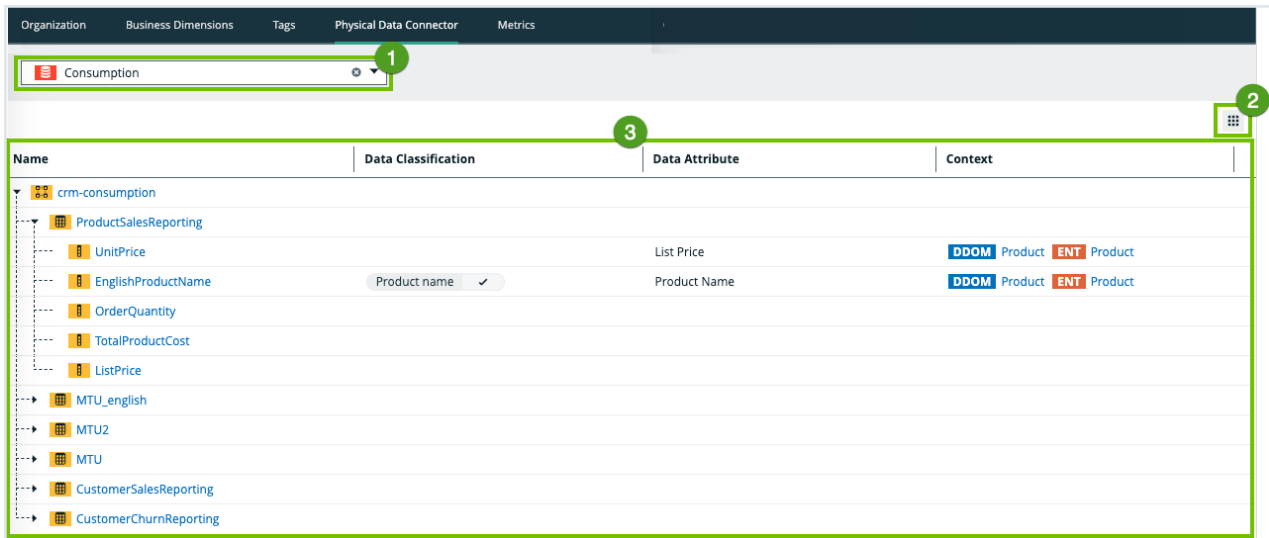 Organization Business Dimensions Tags Physical Data Connector Metrics
1
Consumption
2
3
Name Data Classification Data Attribute Context
crm-consumption
ProductSalesReporting
UnitPrice List Price DDOM Product ENT Product
EnglishProductName Product name Product Name DDOM Product ENT Product
OrderQuantity
TotalProductCost
ListPrice
MTU_english
MTU2
MTU
CustomerSalesReporting
CustomerChurnReporting